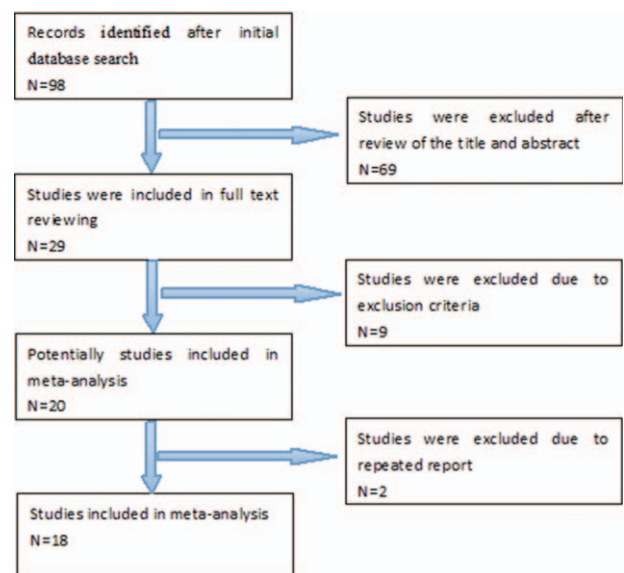 Records identified after initial
database search
N=98
Studies were excluded after
review of the title and abstract
N=69
Studies were included in full text
reviewing
N=29
Studies were excluded due to
exclusion criteria
N=9
Potentially studies included in
meta-analysis
N=20
Studies were excluded due to
repeated report
N=2
Studies included in meta-analysis
N=18